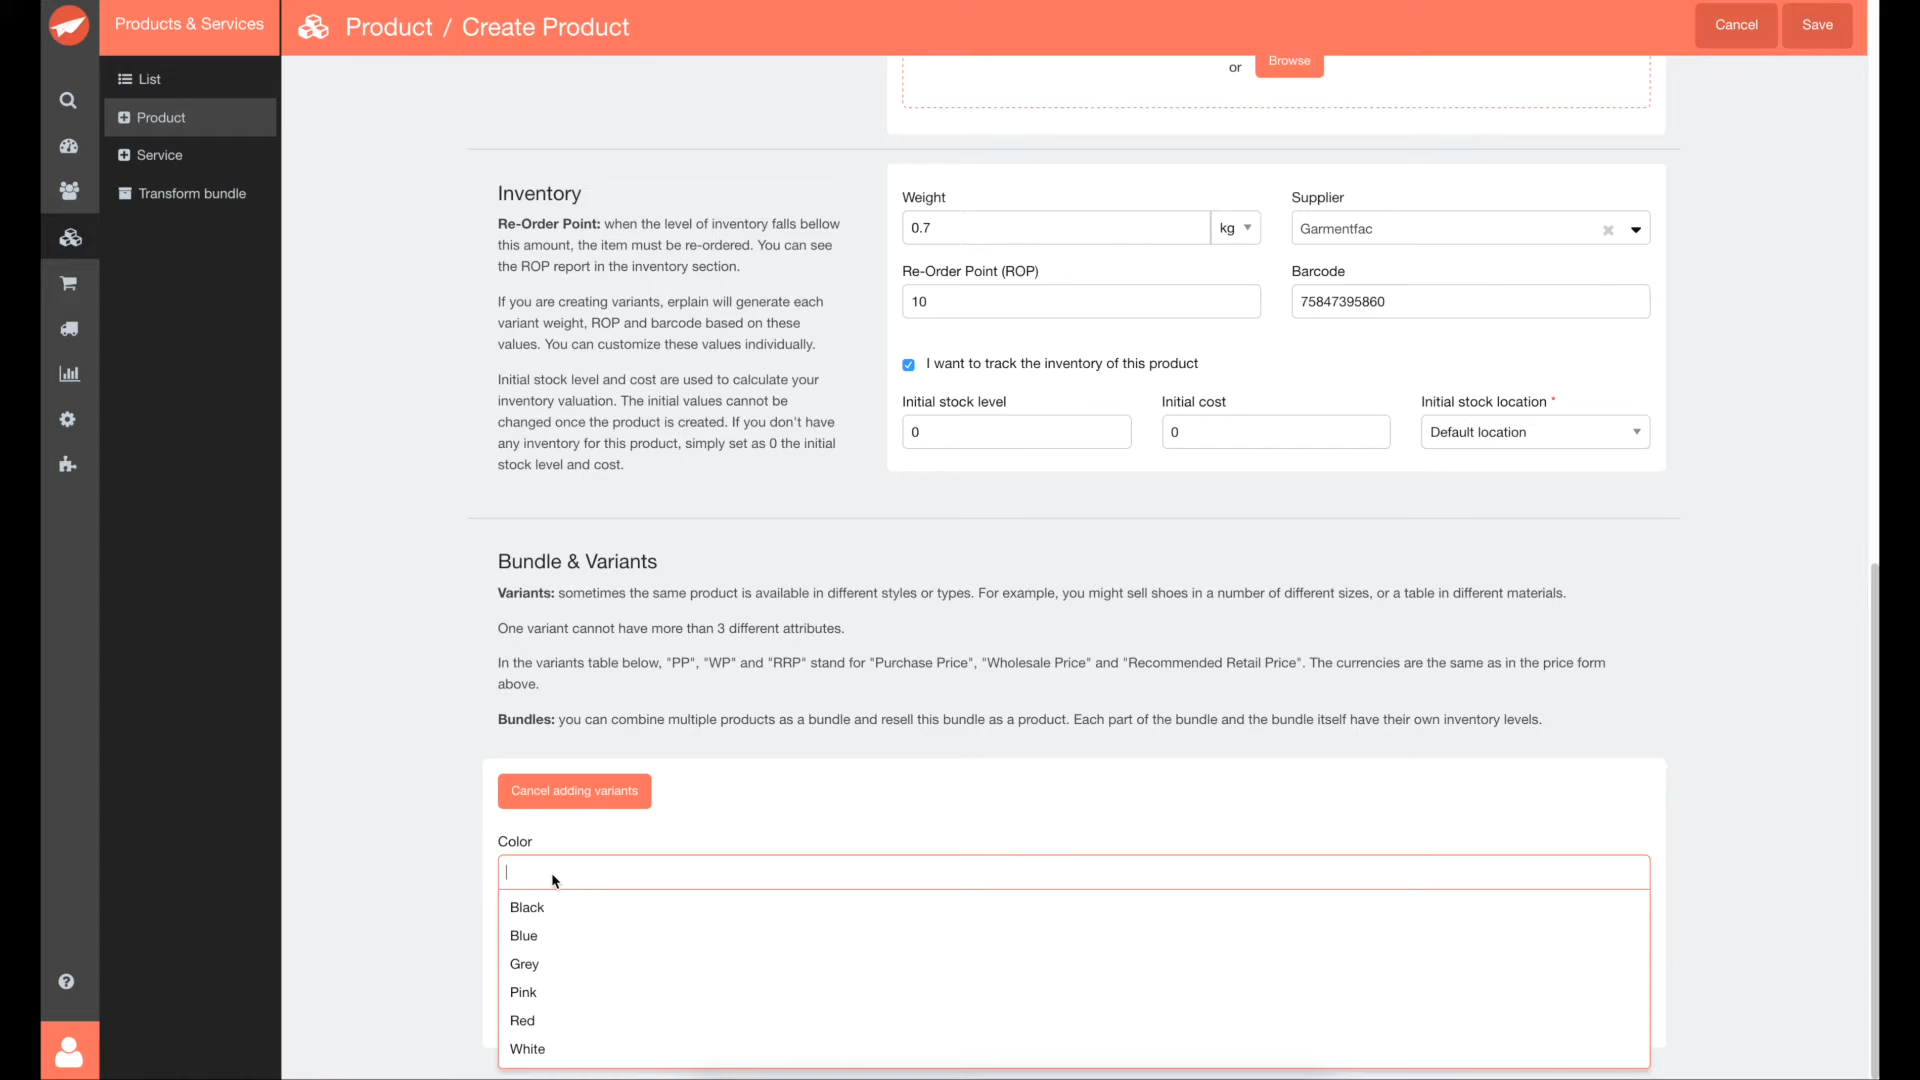 Products & Services
Product / Create Product
Cancel
Save
List
Product
Service
Transform bundle
or
Browse
Inventory
Re-Order Point: when the level of inventory falls bellow
this amount, the item must be re-ordered. You can see
the ROP report in the inventory section.
If you are creating variants, erplain will generate each
variant weight, ROP and barcode based on these
values. You can customize these values individually.
Initial stock level and cost are used to calculate your
inventory valuation. The initial values cannot be
changed once the product is created. If you don't have
any inventory for this product, simply set as 0 the initial
stock level and cost.
Weight
0.7
kg
Supplier
Garmentfac
Re-Order Point (ROP)
10
Barcode
75847395860
I want to track the inventory of this product
Initial stock level
0
Initial cost
0
Initial stock location *
Default location
Bundle & Variants
Variants: sometimes the same product is available in different styles or types. For example, you might sell shoes in a number of different sizes, or a table in different materials.
One variant cannot have more than 3 different attributes.
In the variants table below, "PP", "WP" and "RRP" stand for "Purchase Price", "Wholesale Price" and "Recommended Retail Price". The currencies are the same as in the price form
above.
Bundles: you can combine multiple products as a bundle and resell this bundle as a product. Each part of the bundle and the bundle itself have their own inventory levels.
Cancel adding variants
Color
Black
Blue
Grey
Pink
Red
White